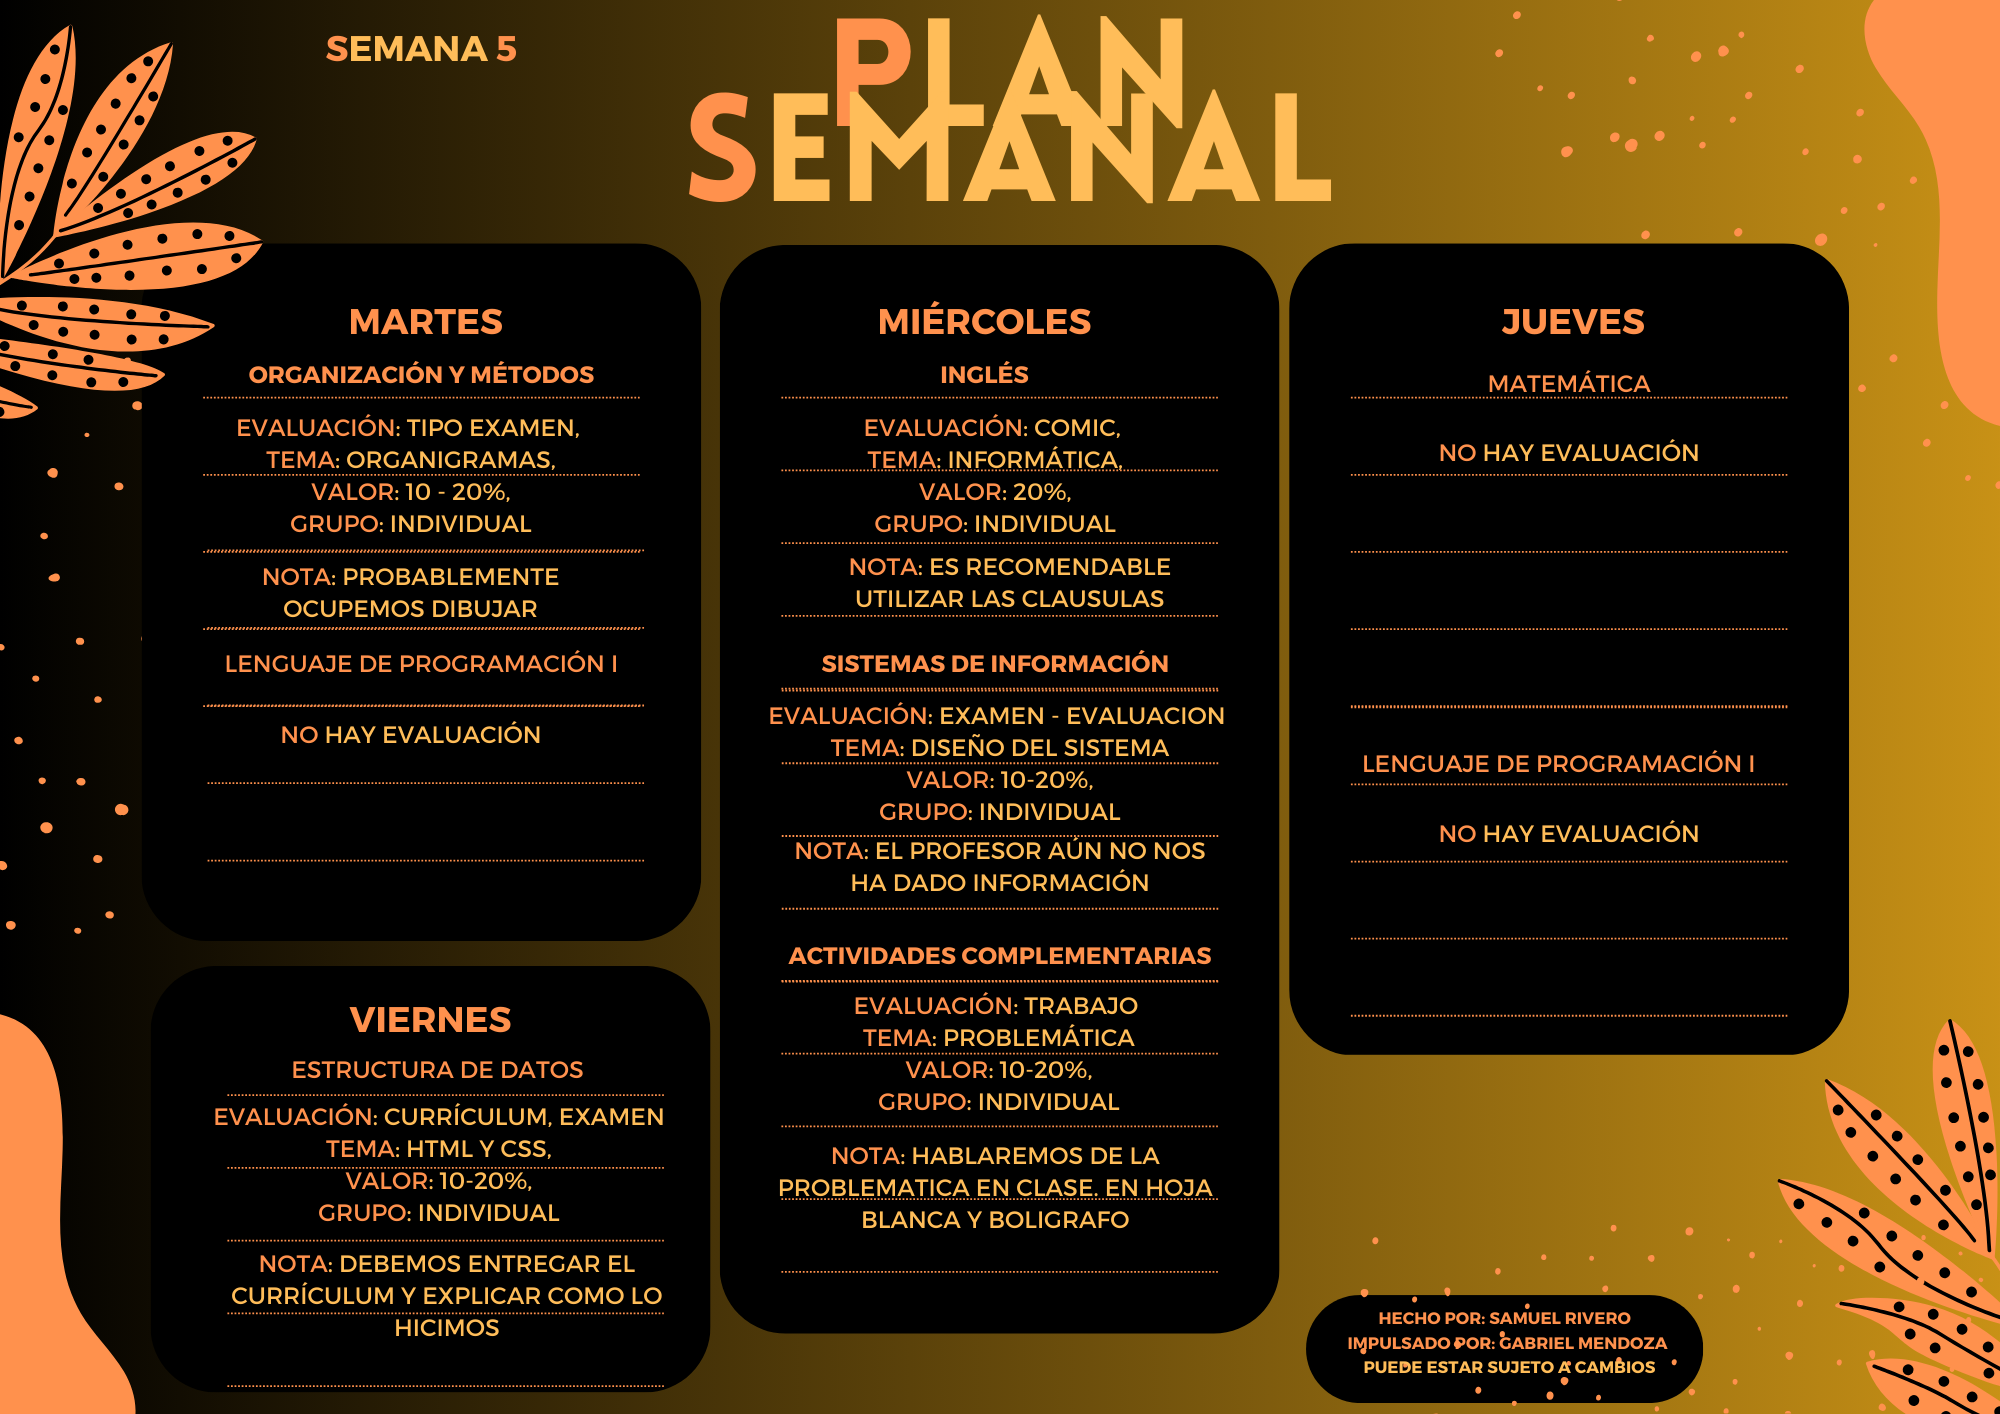 SEMANA 5
PLAN
SEMANAL
MARTES
ORGANIZACIÓN Y MÉTODOS
EVALUACIÓN: TIPO EXAMEN,
TEMA: ORGANIGRAMAS,
VALOR: 10 - 20%,
GRUPO: INDIVIDUAL
NOTA: PROBABLEMENTE
OCUPEMOS DIBUJAR
LENGUAJE DE PROGRAMACIÓN I
NO HAY EVALUACIÓN
MIÉRCOLES
INGLÉS
EVALUACIÓN: COMIC,
TEMA: INFORMÁTICA,
VALOR: 20%,
GRUPO: INDIVIDUAL
NOTA: ES RECOMENDABLE
UTILIZAR LAS CLAUSULAS
SISTEMAS DE INFORMACIÓN
EVALUACIÓN: EXAMEN - EVALUACION
TEMA: DISEÑO DEL SISTEMA
VALOR: 10-20%,
GRUPO: INDIVIDUAL
NOTA: EL PROFESOR AÚN NO NOS
HA DADO INFORMACIÓN
ACTIVIDADES COMPLEMENTARIAS
EVALUACIÓN: TRABAJO
TEMA: PROBLEMÁTICA
VALOR: 10-20%,
GRUPO: INDIVIDUAL
NOTA: HABLAREMOS DE LA
PROBLEMATICA EN CLASE. EN HOJA
BLANCA Y BOLIGRAFO
JUEVES
MATEMÁTICA
NO HAY EVALUACIÓN
LENGUAJE DE PROGRAMACIÓN I
NO HAY EVALUACIÓN
VIERNES
ESTRUCTURA DE DATOS
EVALUACIÓN: CURRÍCULUM, EXAMEN
TEMA: HTML Y CSS,
VALOR: 10-20%,
GRUPO: INDIVIDUAL
NOTA: DEBEMOS ENTREGAR EL
CURRÍCULUM Y EXPLICAR COMO LO
HICIMOS
HECHO POR: SAMUEL RIVERO
IMPULSADO POR: GABRIEL MENDOZA
PUEDE ESTAR SUJETO A CAMBIOS